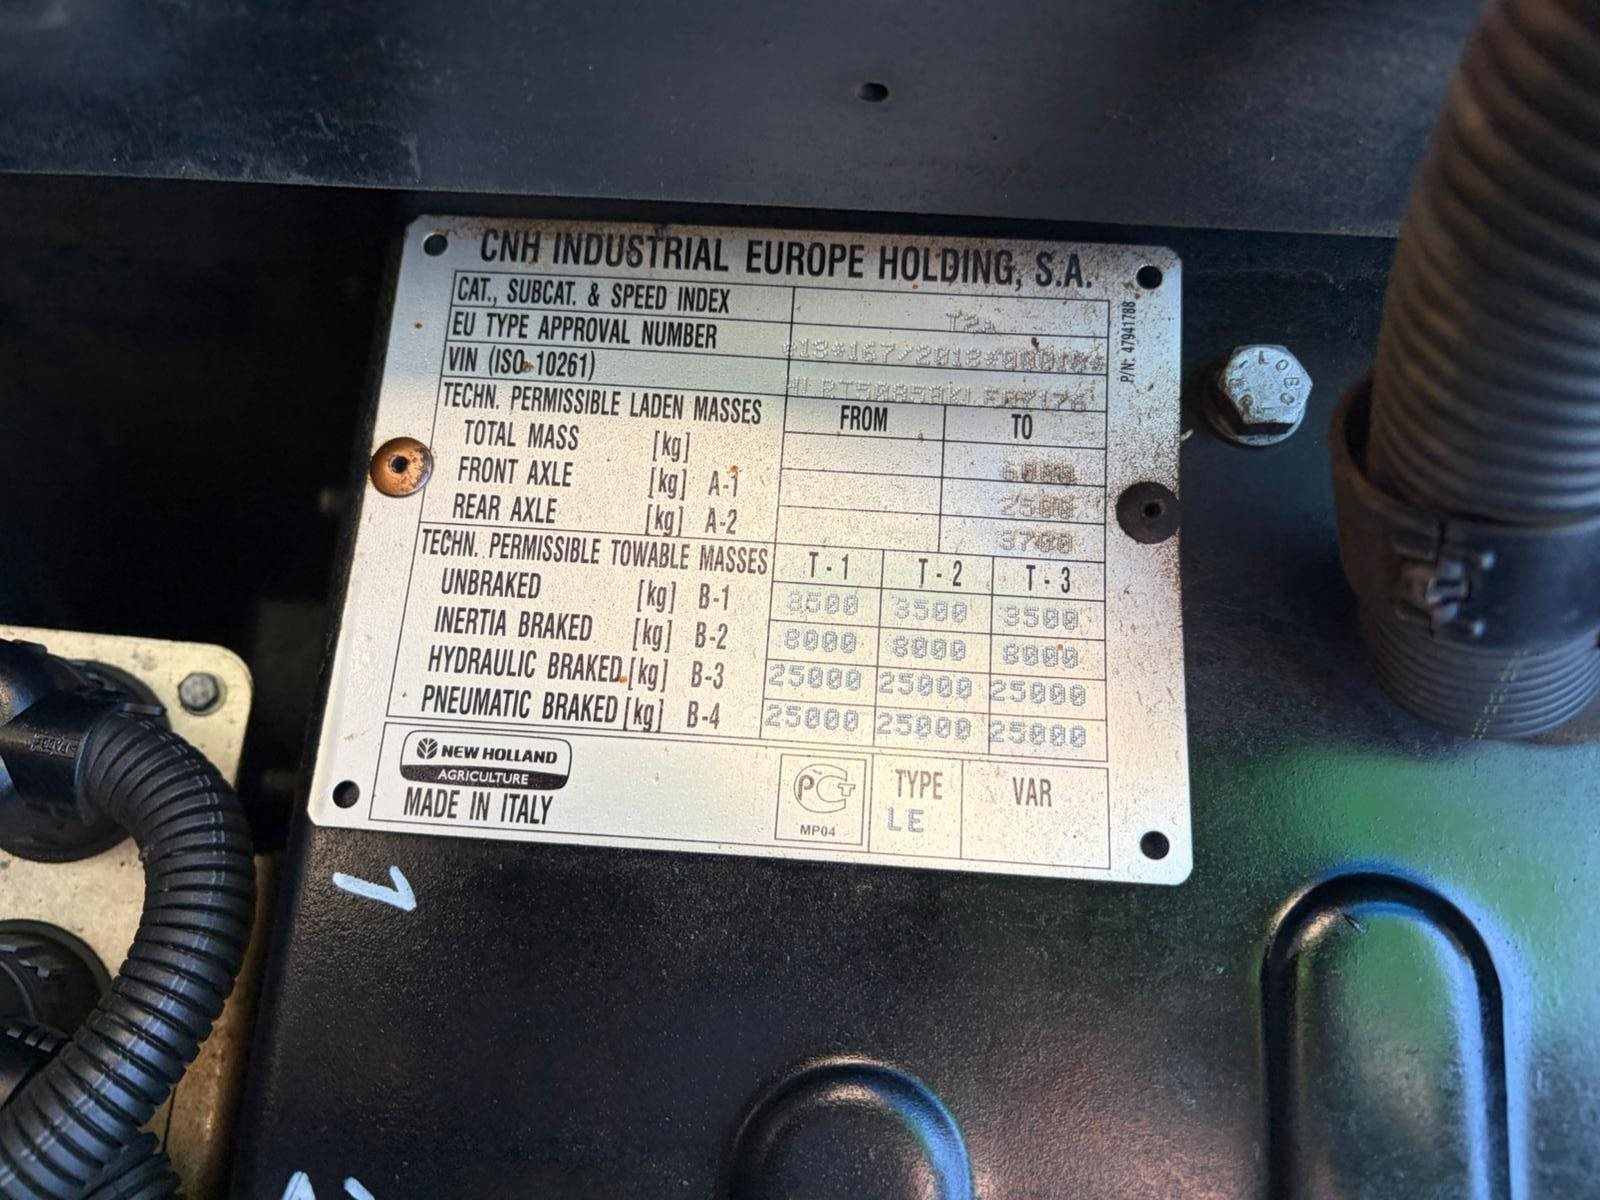 CNH INDUSTRIAL EUROPE HOLDING, S.A.
CAT., SUBCAT. & SPEED INDEX T2a
EU TYPE APPROVAL NUMBER
VIN (ISO 10261)
TECHN. PERMISSIBLE LADEN MASSES FROM TO
TOTAL MASS [kg]
FRONT AXLE [kg] A-1 2500
REAR AXLE [kg] A-2 3700
TECHN. PERMISSIBLE TOWABLE MASSES T-1 T-2 T-3
UNBRAKED [kg] B-1 3500 3500 3500
INERTIA BRAKED [kg] B-2 8000 8000 8000
HYDRAULIC BRAKED [kg] B-3 25000 25000 25000
PNEUMATIC BRAKED [kg] B-4 25000 25000 25000
NEW HOLLAND
AGRICULTURE
MADE IN ITALY
MP04
TYPE VAR
LE
P/N: 47941788